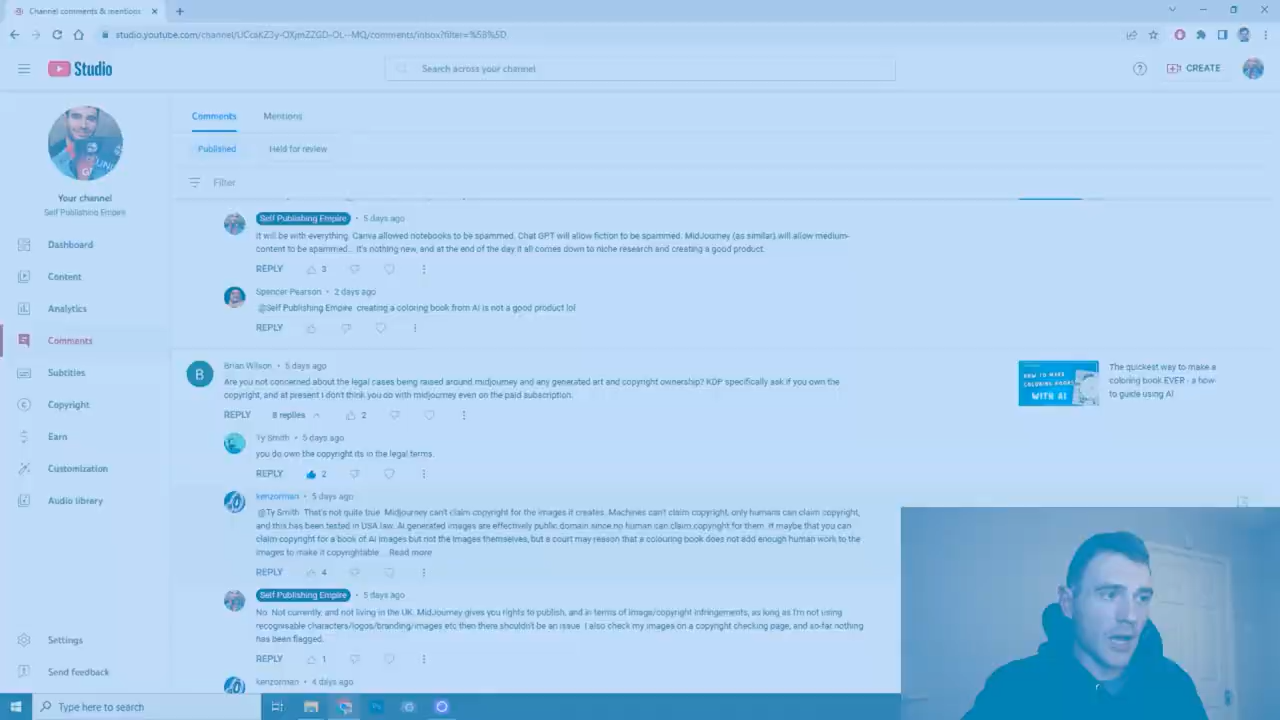 Channel comments & mentions
studio.youtube.com/channel/
/comments/inbox?filter=%5B%5D
Studio
Search across your channel
CREATE
Your channel
Self Publishing Empire
Dashboard
Content
Analytics
Comments
Subtitles
Copyright
Earn
Customization
Audio library
Settings
Send feedback
Comments Mentions
Published Held for review
Filter
Self Publishing Empire • 5 days ago
It will be with everything. Canva allowed notebooks to be spammed. Chat GPT will allow fiction to be spammed. MidJourney (as similar) will allow medium-
content to be spammed... it's nothing new, and at the end of the day it all comes down to niche research and creating a good product.
REPLY 3
Spencer Pearson • 2 days ago
@Self Publishing Empire creating a coloring book from AI is not a good product lol
REPLY
B
Brian Wilson • 5 days ago
Are you not concerned about the legal cases being raised around midjourney and any generated art and copyright ownership? KDP specifically ask if you own the
copyright, and at present I don't think you do with midjourney even on the paid subscription.
REPLY 8 replies 2
HOW TO MAKE
COLORING BOOKS
WITH AI
The quickest way to make a
coloring book EVER - a how-
to guide using AI
Ty Smith • 5 days ago
you do own the copyright its in the legal terms.
REPLY 2
kenzorman • 5 days ago
@Ty Smith That's not quite true. Midjourney can't claim copyright for the images it creates. Machines can't claim copyright, only humans can claim copyright,
and this has been tested in USA law. AI generated images are effectively public domain since no human can claim copyright for them. It maybe that you can
claim copyright for a book of AI images but not the images themselves, but a court may reason that a colouring book does not add enough human work to the
images to make it copyrightable... Read more
REPLY 4
Self Publishing Empire • 5 days ago
No. Not currently, and not living in the UK. MidJourney gives you rights to publish, and in terms of image/copyright infringements, as long as I'm not using
recognisable characters/logos/branding/images etc then there shouldn't be an issue. I also check my images on a copyright checking page, and so-far nothing
has been flagged.
REPLY 1
kenzorman • 4 days ago
Type here to search